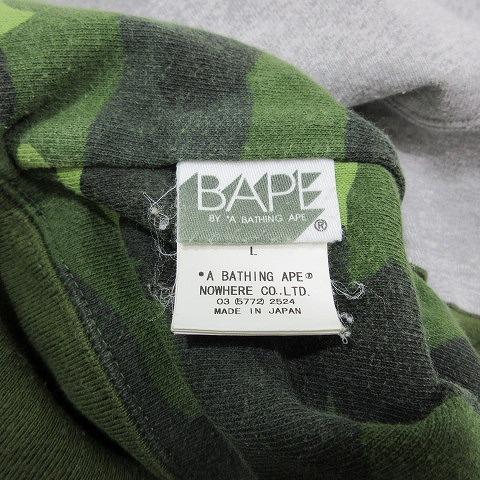 BAPE
BY *A BATHING APE
®
L
*A BATHING APE®
NOWHERE CO.,LTD.
03 (5772) 2524
MADE IN JAPAN